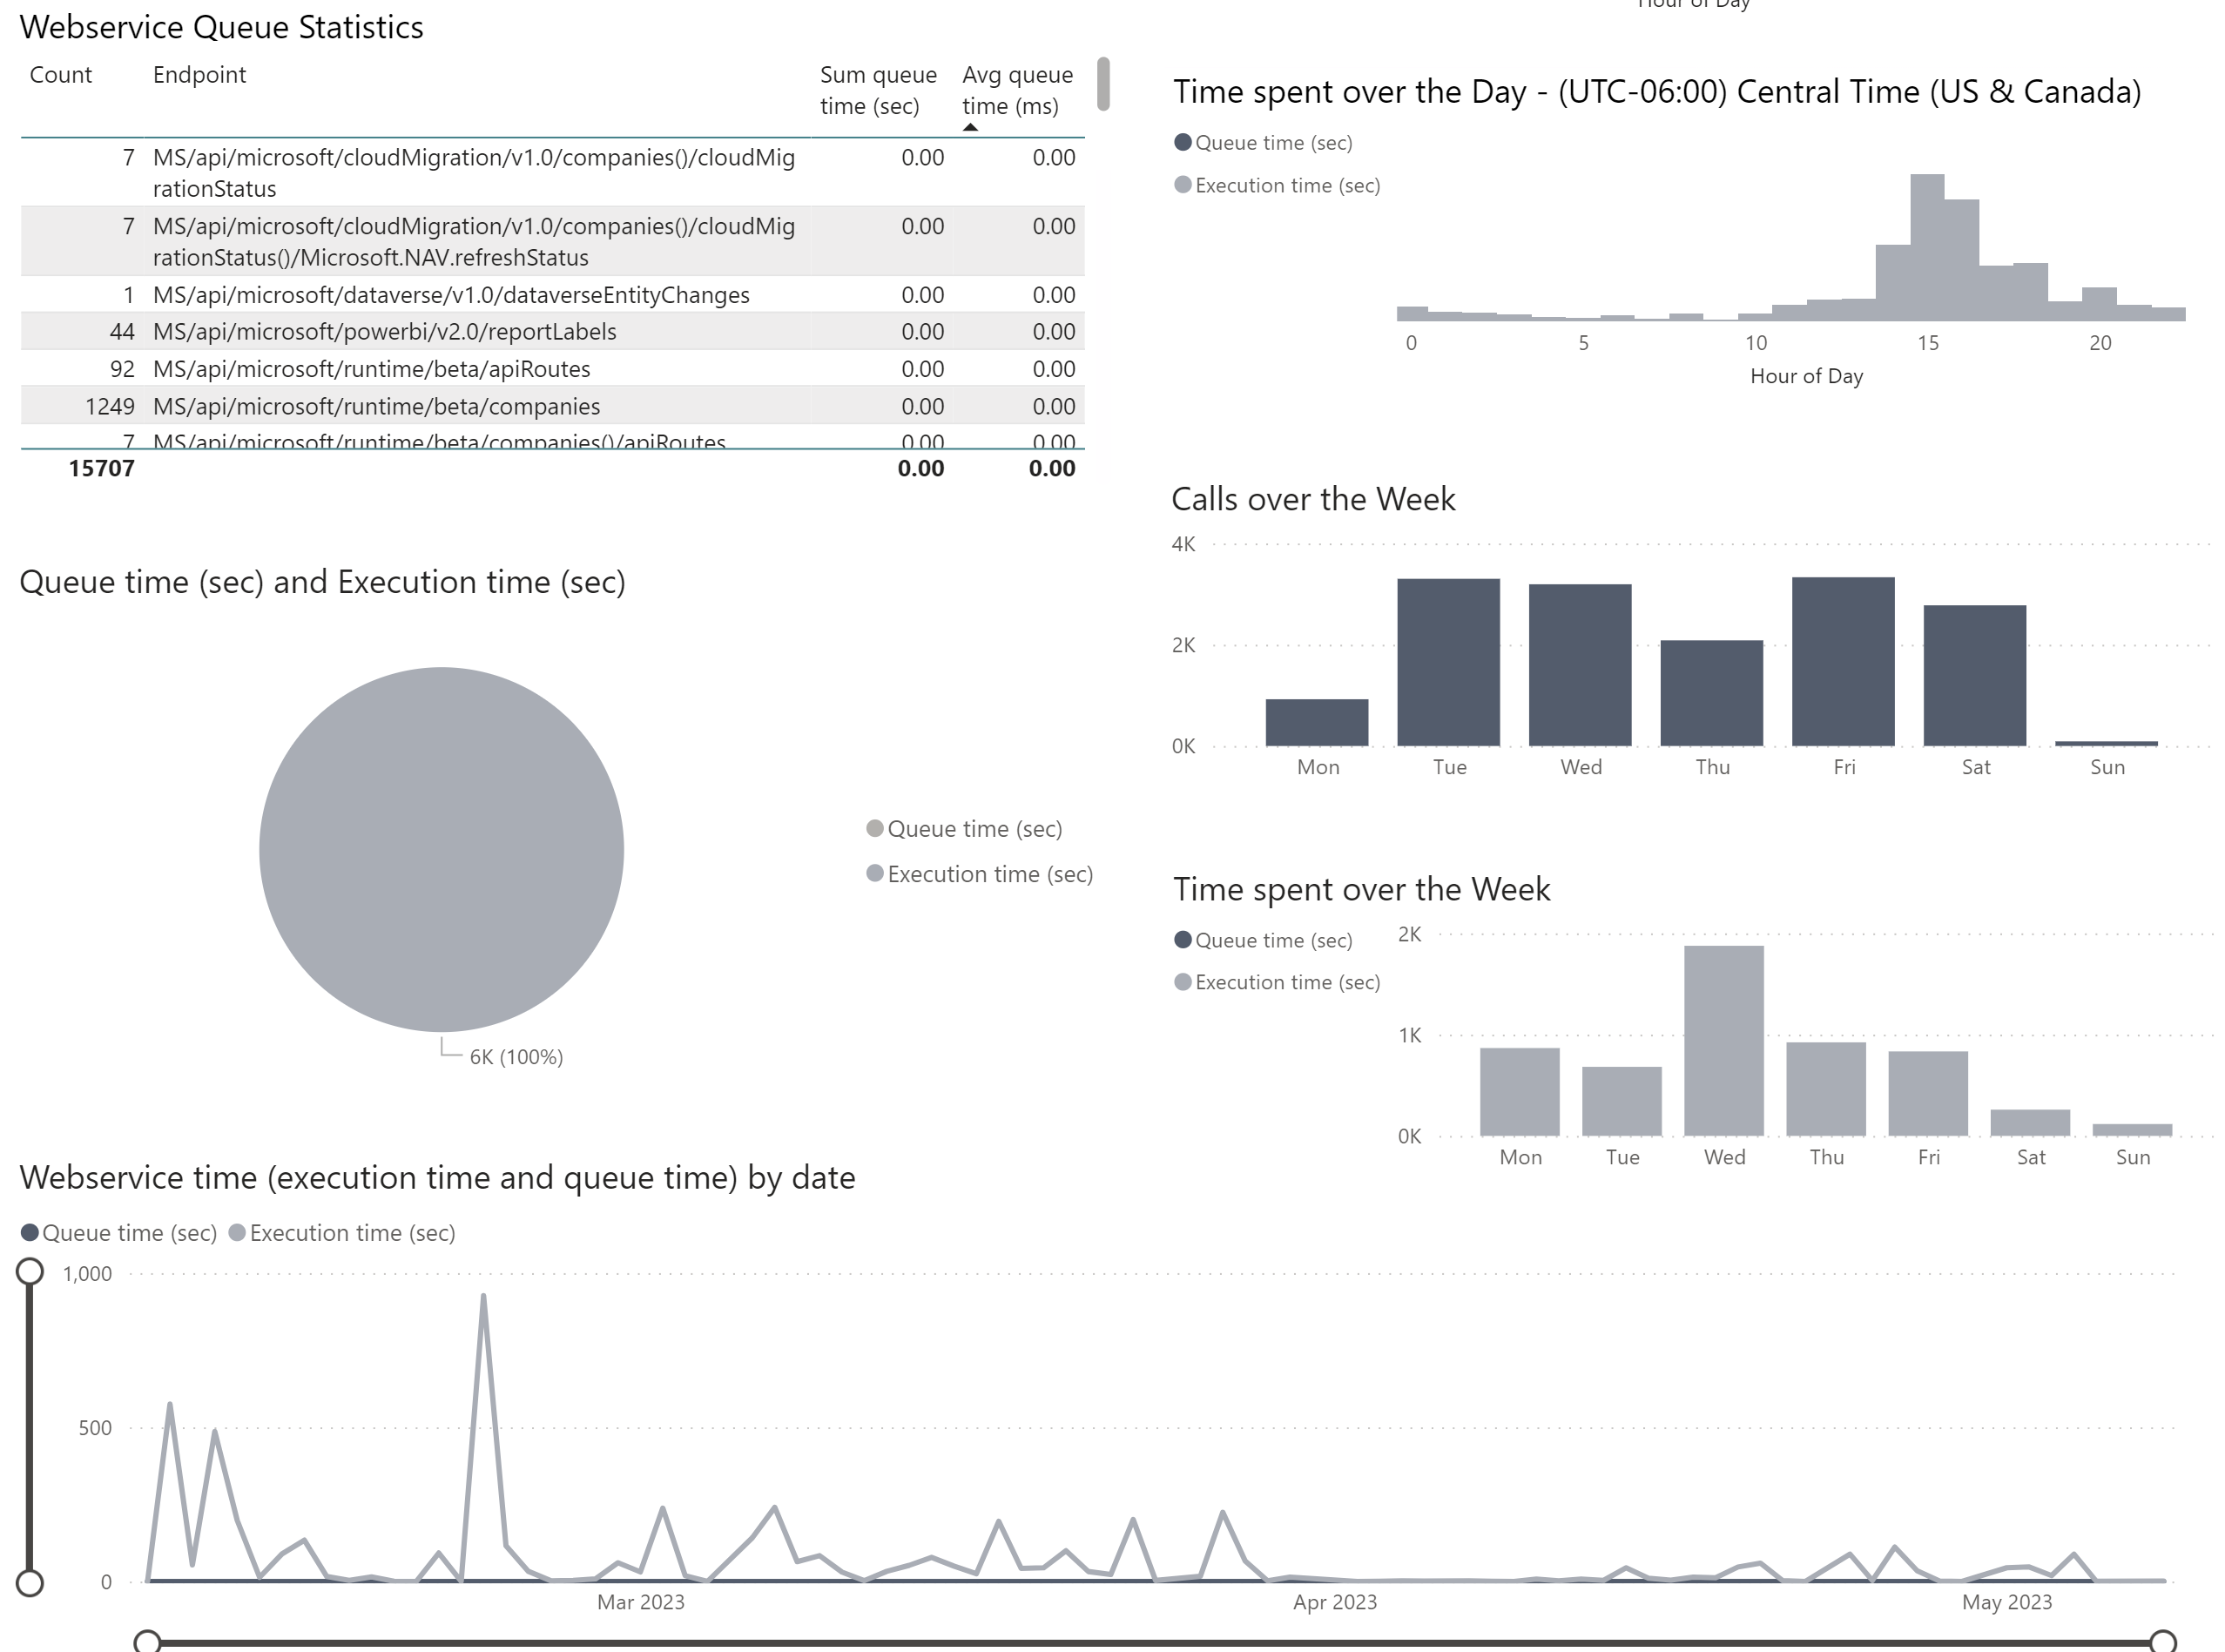 Webservice Queue Statistics
Count Endpoint Sum queue time (sec) Avg queue time (ms)
7 MS/api/microsoft/cloudMigration/v1.0/companies()/cloudMig
rationStatus 0.00 0.00
7 MS/api/microsoft/cloudMigration/v1.0/companies()/cloudMig
rationStatus()/Microsoft.NAV.refreshStatus 0.00 0.00
1 MS/api/microsoft/dataverse/v1.0/dataverseEntityChanges 0.00 0.00
44 MS/api/microsoft/powerbi/v2.0/reportLabels 0.00 0.00
92 MS/api/microsoft/runtime/beta/apiRoutes 0.00 0.00
1249 MS/api/microsoft/runtime/beta/companies 0.00 0.00
7 MS/api/microsoft/runtime/beta/companies()/apiRoutes 0.00 0.00
15707 0.00 0.00
Queue time (sec) and Execution time (sec)
6K (100%)
Queue time (sec)
Execution time (sec)
Hour of Day
Time spent over the Day - (UTC-06:00) Central Time (US & Canada)
Queue time (sec)
Execution time (sec)
0 5 10 15 20
Hour of Day
Calls over the Week
4K
2K
0K
Mon Tue Wed Thu Fri Sat Sun
Time spent over the Week
Queue time (sec)
Execution time (sec)
2K
1K
0K
Mon Tue Wed Thu Fri Sat Sun
Webservice time (execution time and queue time) by date
Queue time (sec) Execution time (sec)
1,000
500
0
Mar 2023 Apr 2023 May 2023